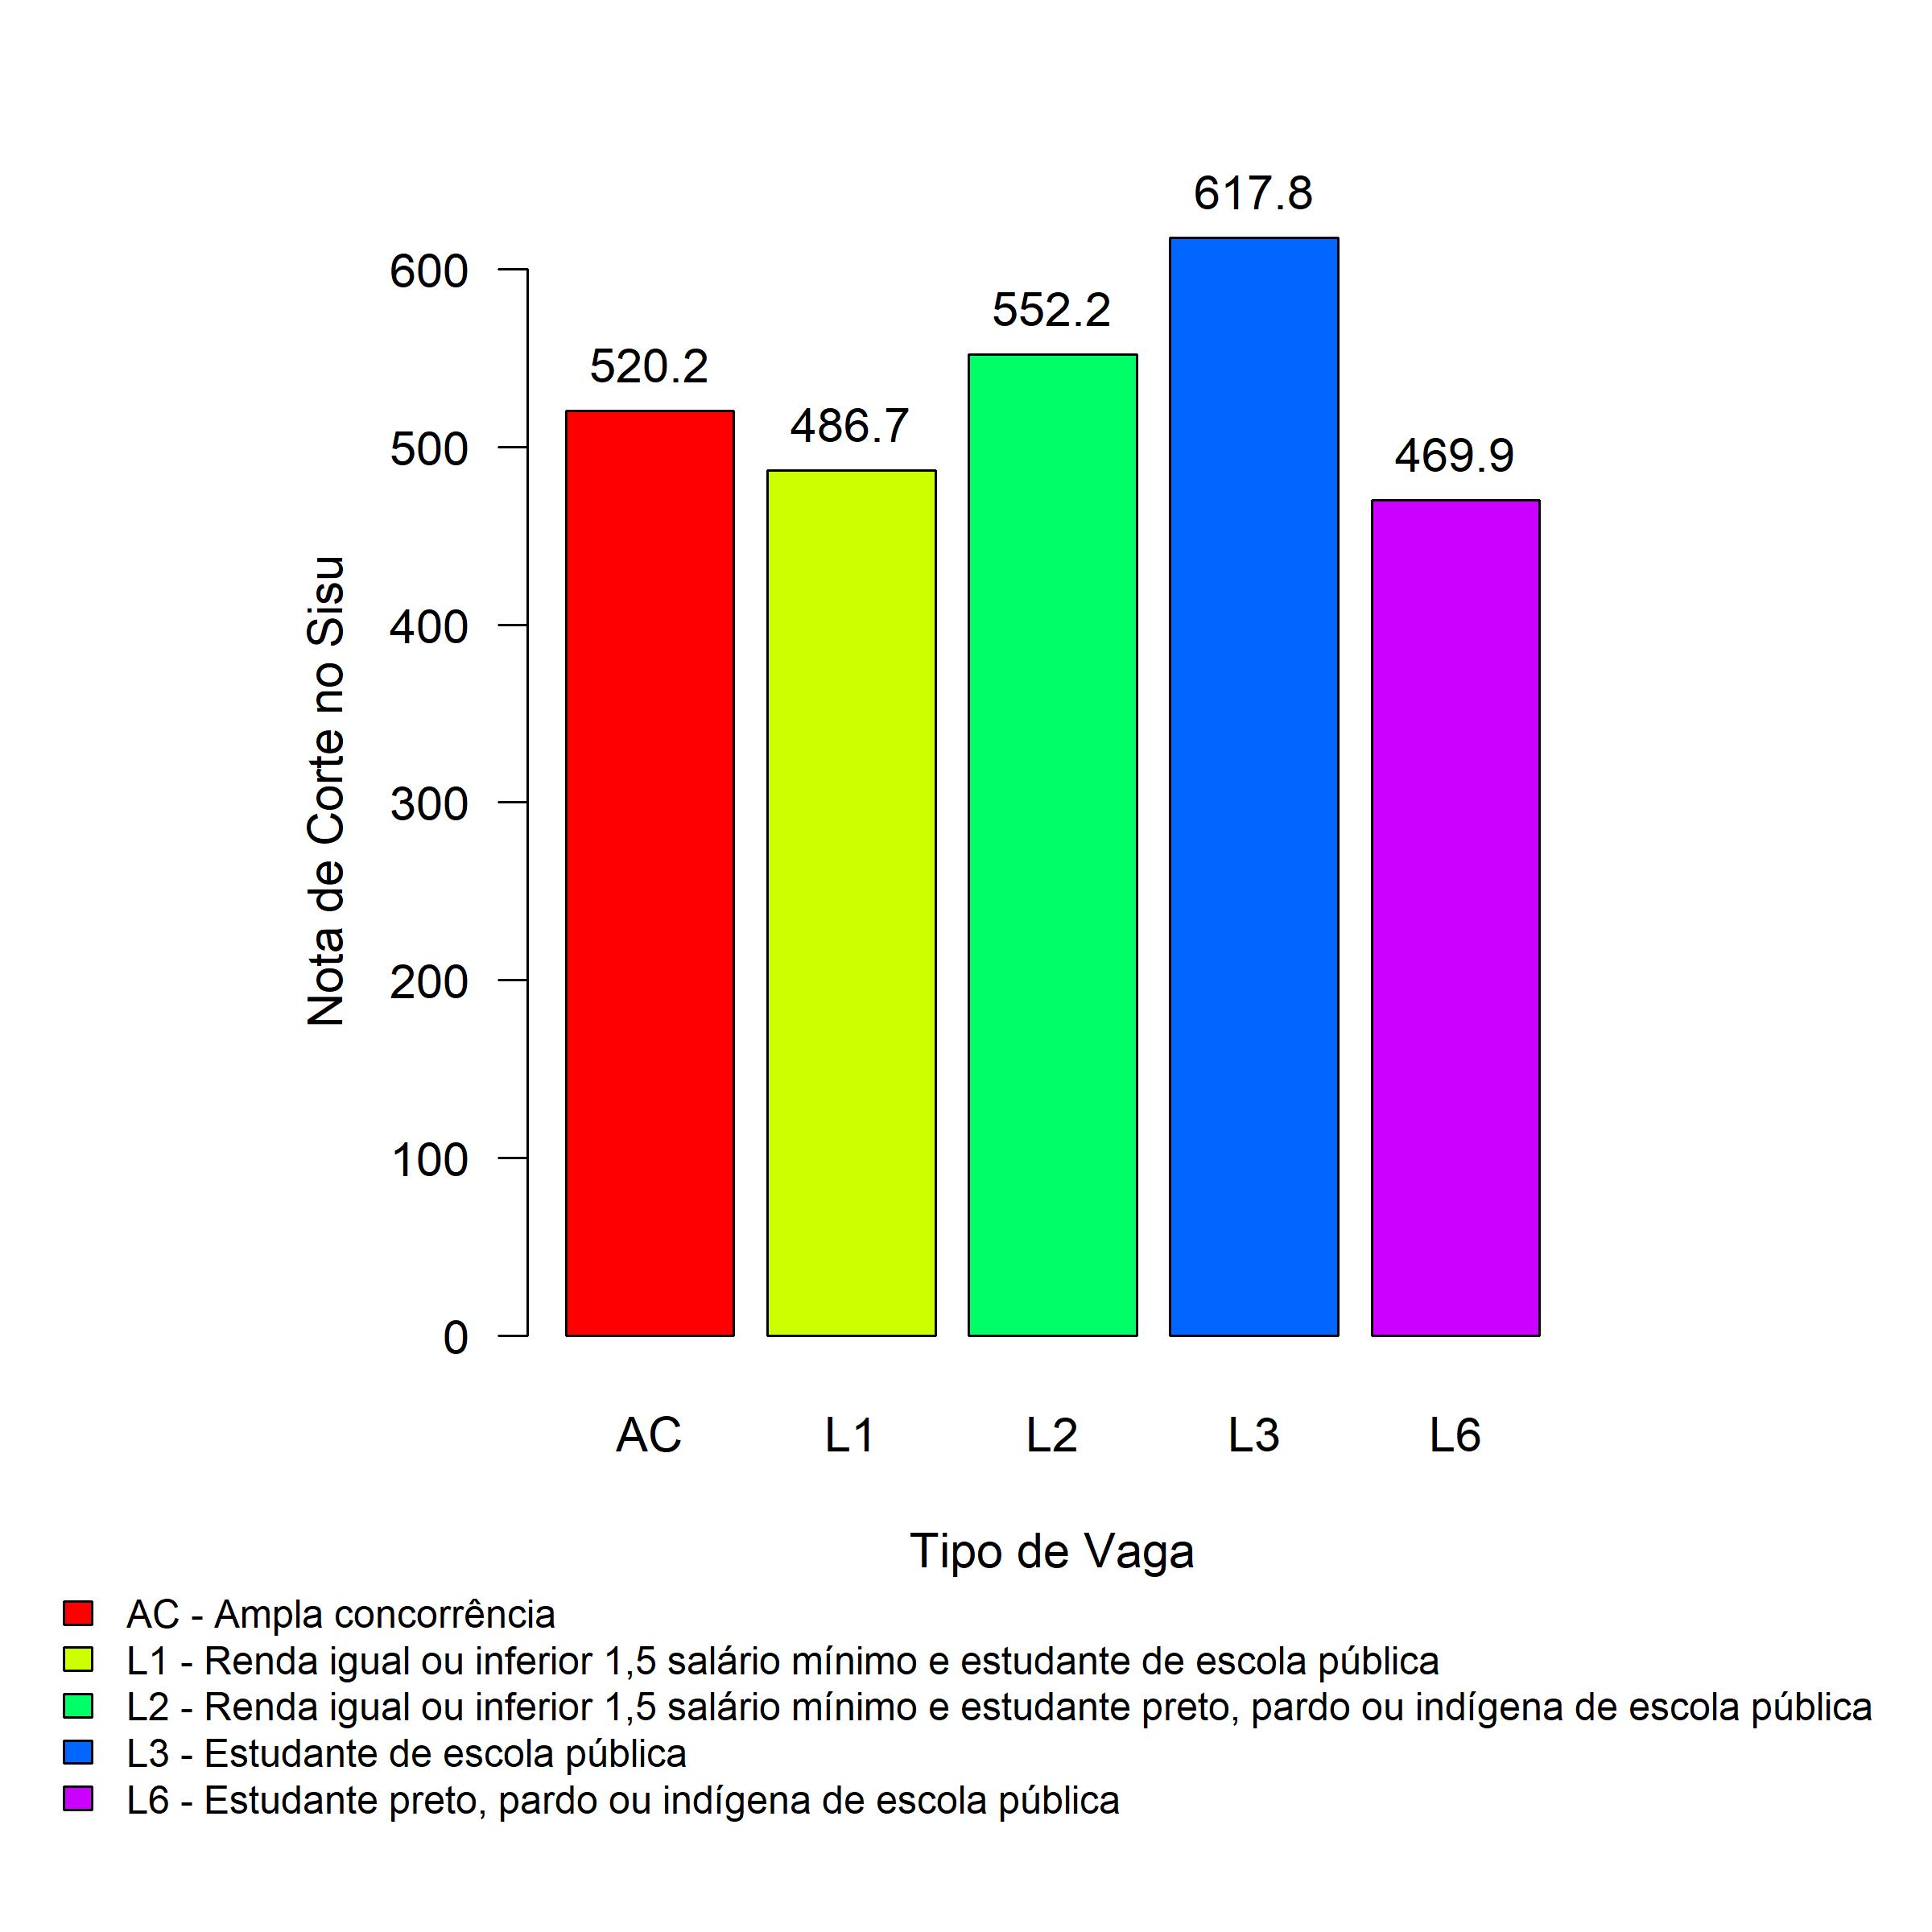 617.8
600
552.2
520.2
500
486.7
469.9
400
300
200
100
0
Nota de Corte no Sisu
AC L1 L2 L3 L6
Tipo de Vaga
AC - Ampla concorrência
L1 - Renda igual ou inferior 1,5 salário mínimo e estudante de escola pública
L2 - Renda igual ou inferior 1,5 salário mínimo e estudante preto, pardo ou indígena de escola pública
L3 - Estudante de escola pública
L6 - Estudante preto, pardo ou indígena de escola pública